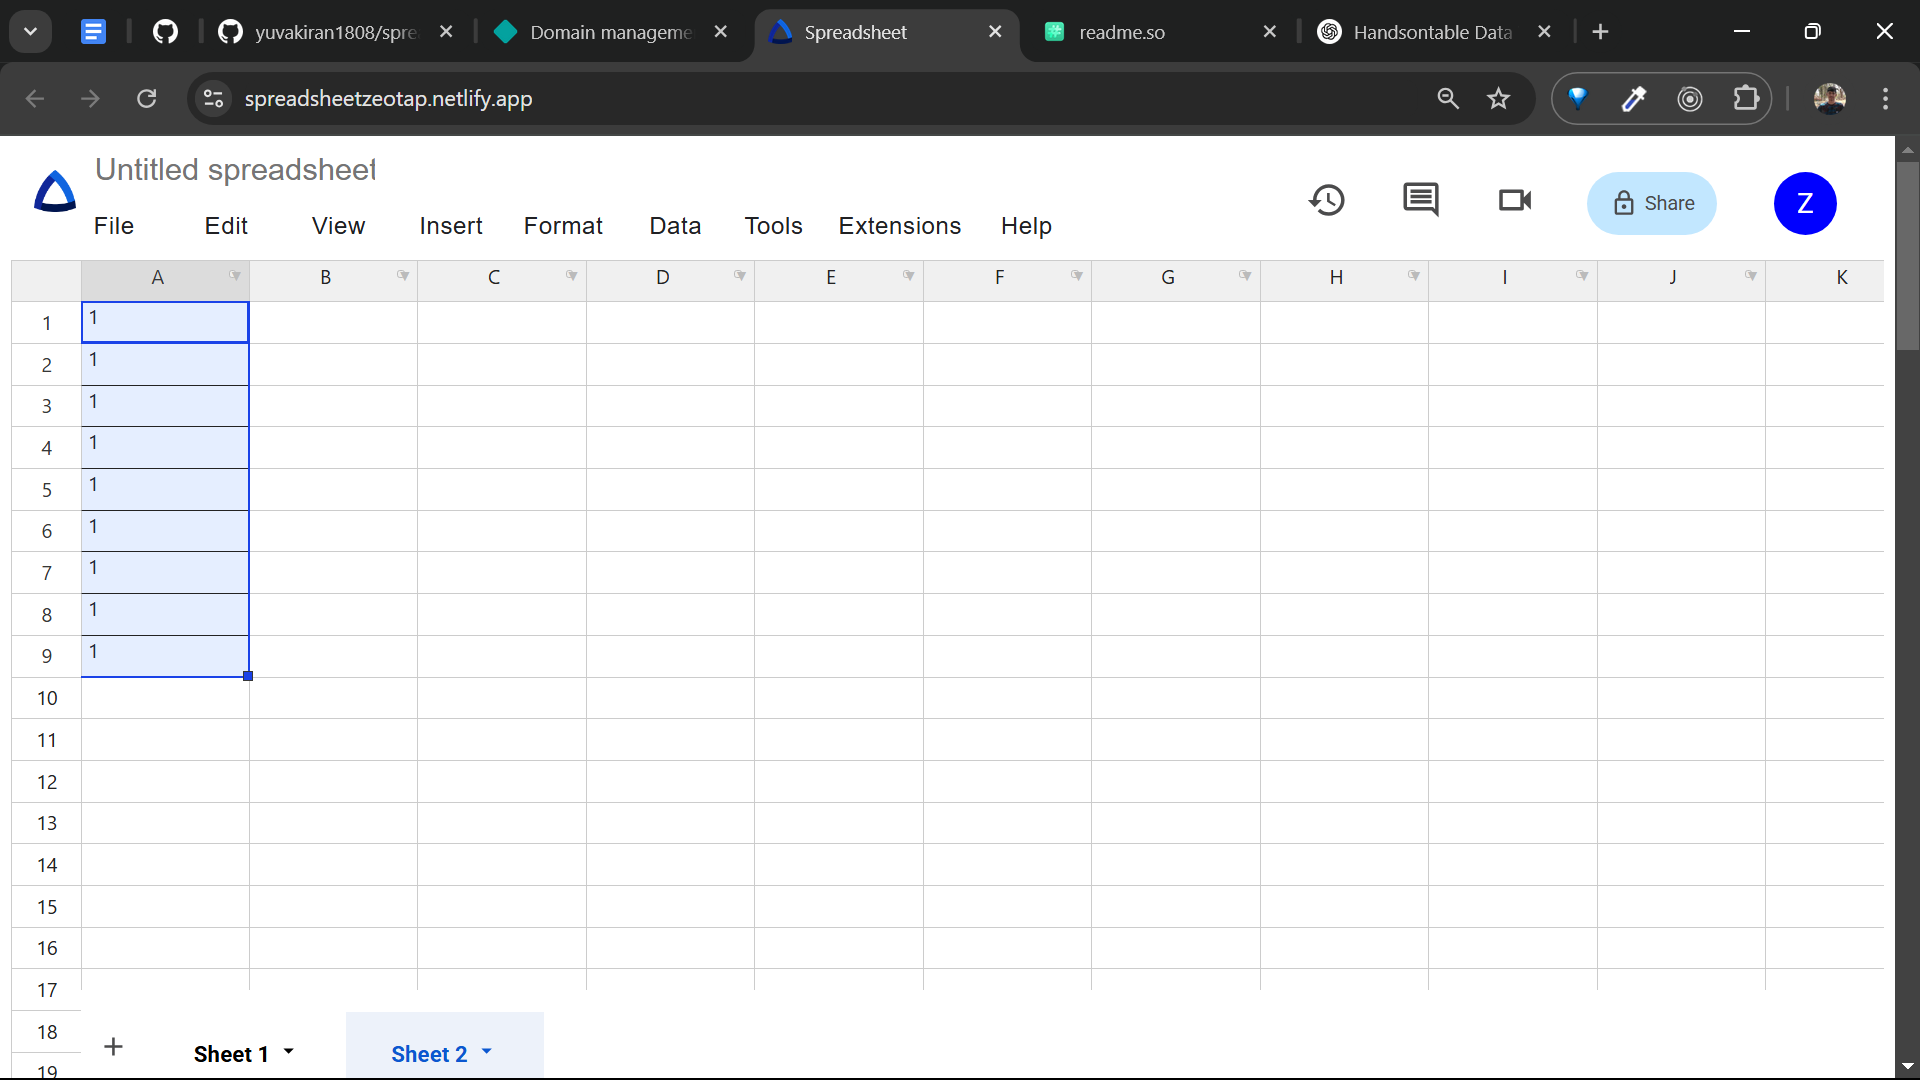 yuvakiran1808/spre
Domain manageme
Spreadsheet
readme.so
Handsontable Data
spreadsheetzeotap.netlify.app
Untitled spreadsheet
File Edit View Insert Format Data Tools Extensions Help
Share
Z
A B C D E F G H I J K
1 1
2 1
3 1
4 1
5 1
6 1
7 1
8 1
9 1
10
11
12
13
14
15
16
17
18
19
Sheet 1
Sheet 2